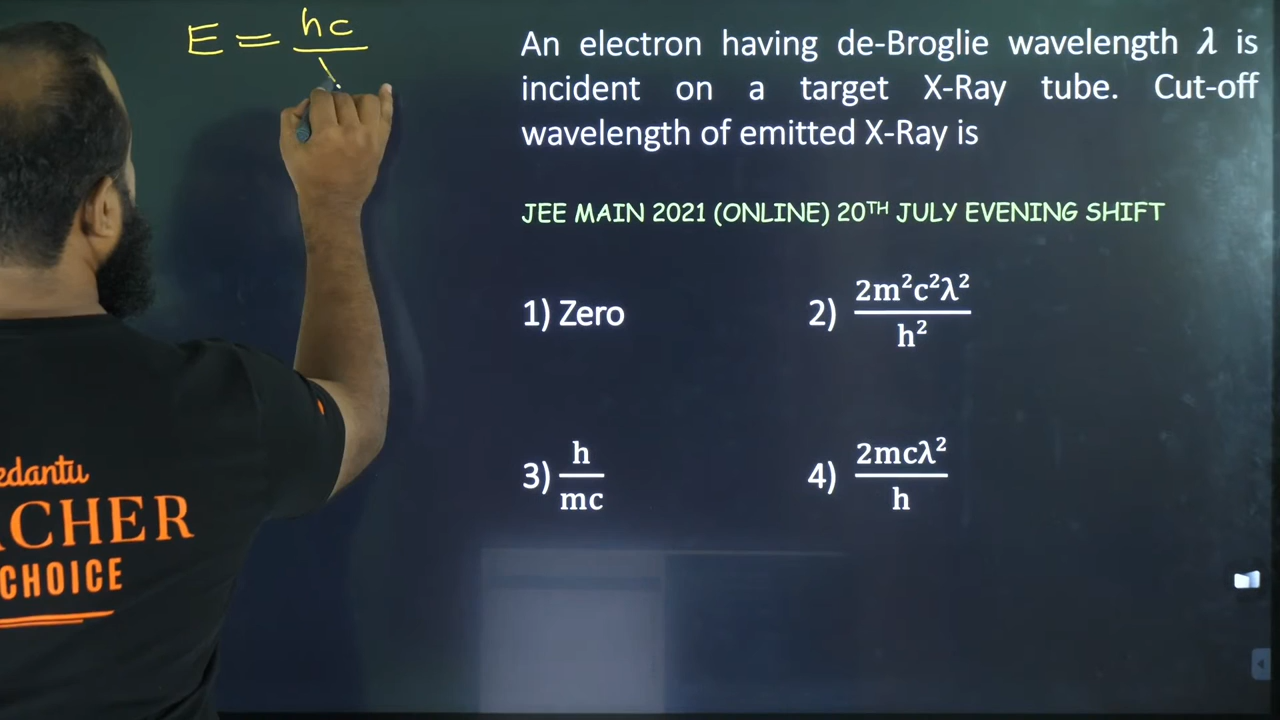 E = hc
An electron having de-Broglie wavelength λ is
incident on a target X-Ray tube. Cut-off
wavelength of emitted X-Ray is
JEE MAIN 2021 (ONLINE) 20TH JULY EVENING SHIFT
1) Zero
2) 2m²c²λ²
h²
3) h
mc
4) 2mcλ²
h
edantu
ACHER
CHOICE